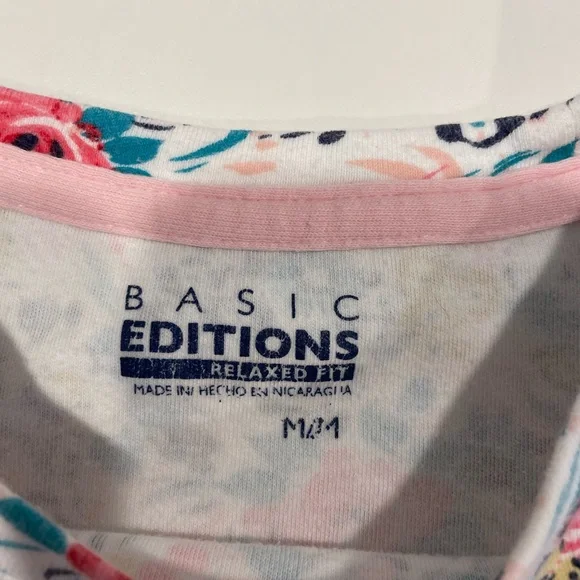 BASIC
EDITIONS
RELAXED FIT
MADE IN/ HECHO EN NICARAGUA
M/M